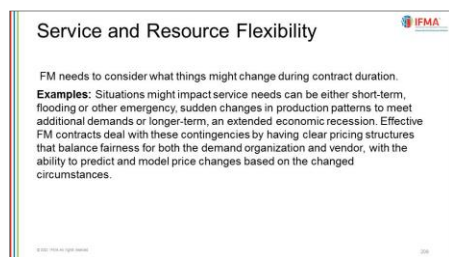 Service and Resource Flexibility
IFMA
FM needs to consider what things might change during contract duration.
Examples: Situations might impact service needs can be either short-term,
flooding or other emergency, sudden changes in production patterns to meet
additional demands or longer-term, an extended economic recession. Effective
FM contracts deal with these contingencies by having clear pricing structures
that balance fairness for both the demand organization and vendor, with the
ability to predict and model price changes based on the changed
circumstances.